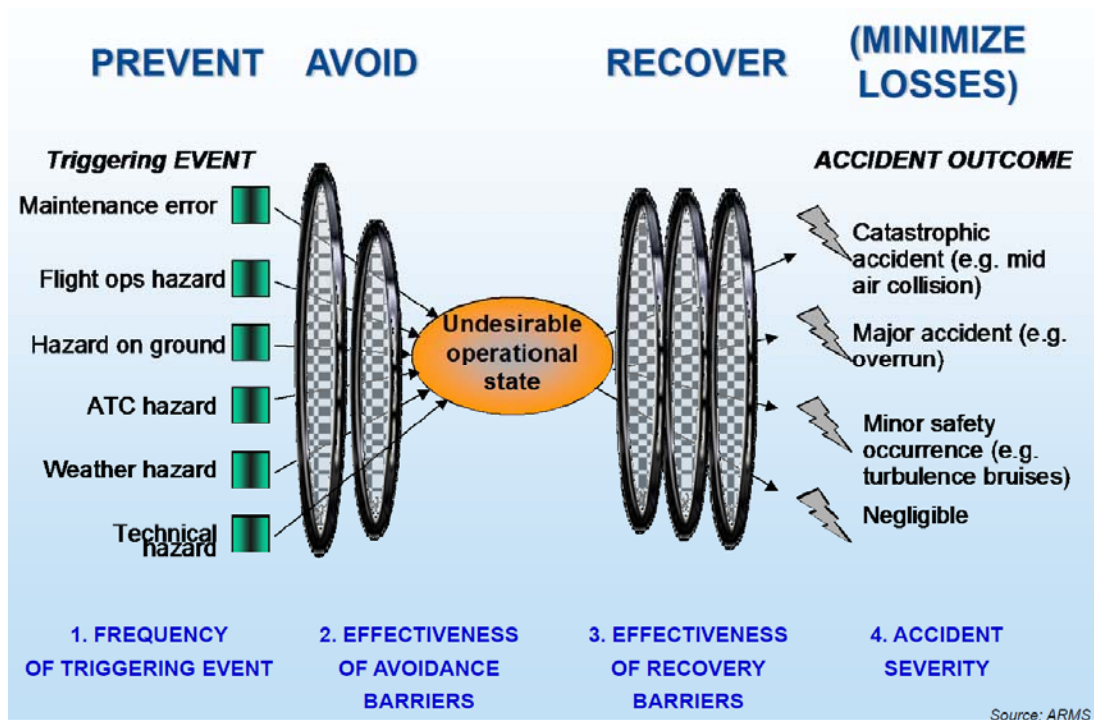 PREVENT
AVOID
RECOVER
(MINIMIZE
LOSSES)
Triggering EVENT
Maintenance error
Flight ops hazard
Hazard on ground
ATC hazard
Weather hazard
Technical
hazard
Undesirable
operational
state
ACCIDENT OUTCOME
Catastrophic
accident (e.g. mid
air collision)
Major accident (e.g.
overrun)
Minor safety
occurrence (e.g.
turbulence bruises)
Negligible
1. FREQUENCY
OF TRIGGERING EVENT
2. EFFECTIVENESS
OF AVOIDANCE
BARRIERS
3. EFFECTIVENESS
OF RECOVERY
BARRIERS
4. ACCIDENT
SEVERITY
Source: ARMS